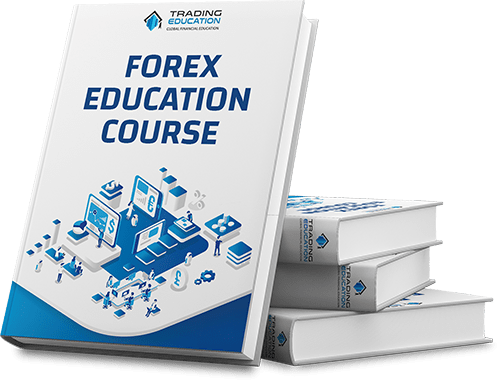 TRADING
EDUCATION
GLOBAL FINANCIAL EDUCATION
FOREX
EDUCATION
COURSE
TRADING
EDUCATION
TRADING
EDUCATION